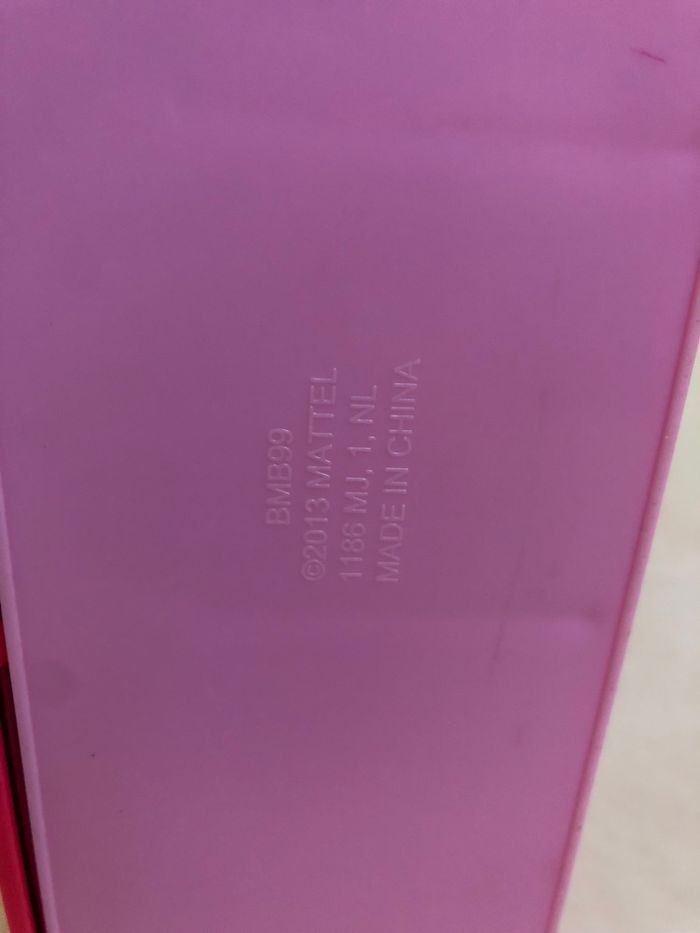 BMB99
©2013 MATTEL
1186 MJ, 1, NL
MADE IN CHINA